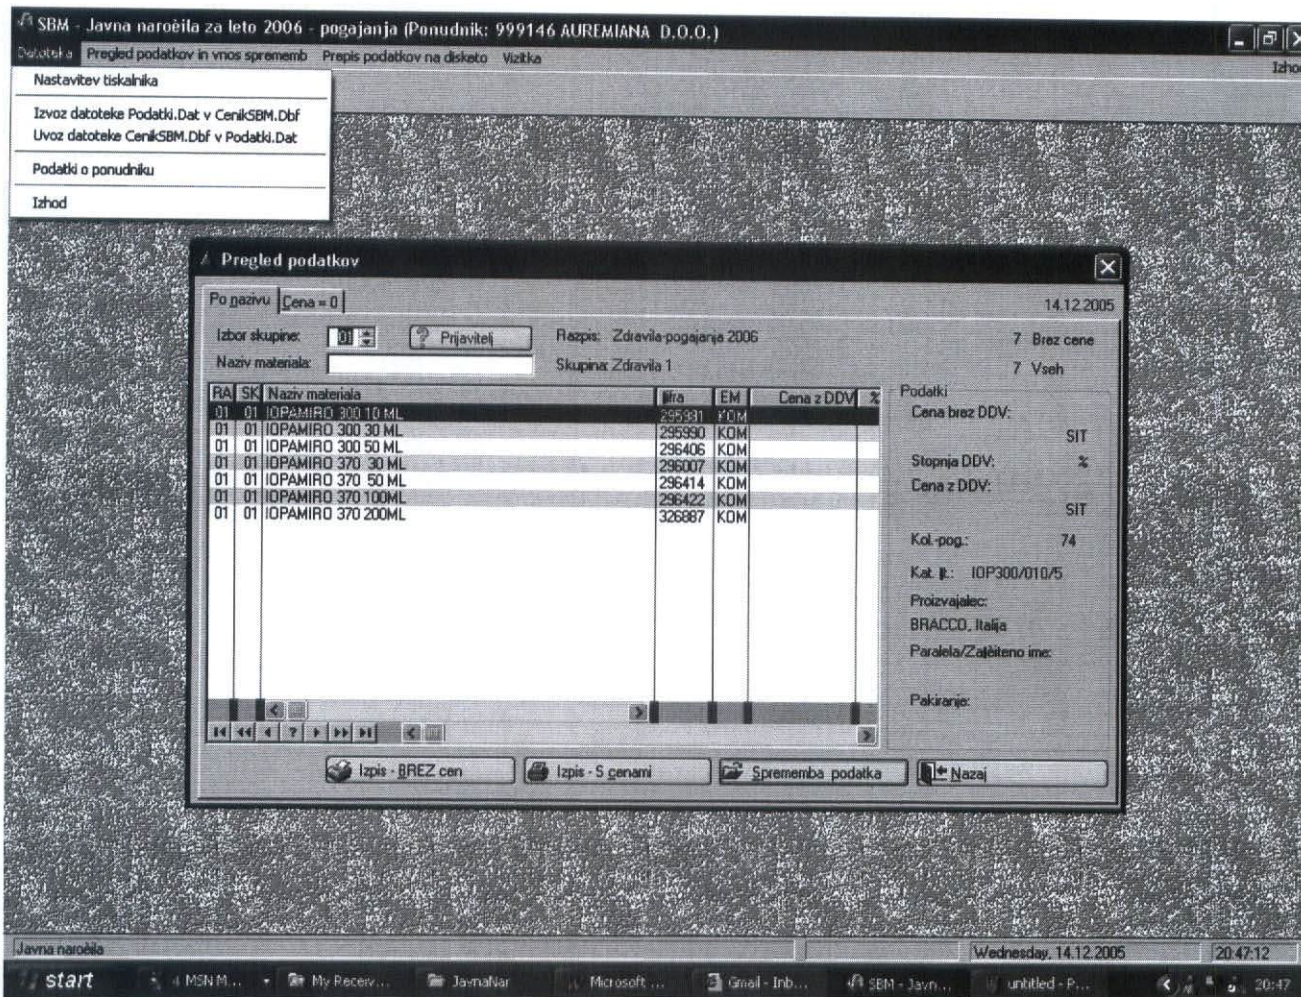 SBM - Javna naroèila za leto 2006 - pogajanja (Ponudnik: 999146 AUREMIANA D.O.O.)
Datoteka Pregled podatkov in vnos sprememb Prepis podatkov na disketo Vizitka
Izhod
Nastavitev tiskalnika
Izvoz datoteke Podatki.Dat v CenikSBM.Dbf
Uvoz datoteke CenikSBM.Dbf v Podatki.Dat
Podatki o ponudniku
Izhod
Pregled podatkov
Po nazivu Cena = 0
14.12.2005
Izbor skupine: 01 ? Prijavitelj Razpis: Zdravila-pogajanja 2006 7 Brez cene
Naziv materiala: Skupina: Zdravila 1 7 Vseh
RA SK Naziv materiala ifra EM Cena z DDV %
01 01 IOPAMIRO 300 10 ML 295981 KOM
01 01 IOPAMIRO 300 30 ML 295990 KOM
01 01 IOPAMIRO 300 50 ML 296406 KOM
01 01 IOPAMIRO 370 30 ML 296007 KOM
01 01 IOPAMIRO 370 50 ML 296414 KOM
01 01 IOPAMIRO 370 100ML 296422 KOM
01 01 IOPAMIRO 370 200ML 326887 KOM
Podatki
Cena brez DDV:
SIT
Stopnja DDV: %
Cena z DDV:
SIT
Kol.-pog.: 74
Kat. t.: IOP300/010/5
Proizvajalec:
BRACCO, Italija
Paralela/Zaèiteno ime:
Pakiranje:
Izpis - BREZ cen Izpis - S cenami Sprememba podatka Nazaj
Javna naroèila Wednesday, 14.12.2005 20:47:12
start 4 MSN M... My Receiv... JavnaNar Microsoft ... Gmail - Inb... SBM - Javn... untitled - P... 20:47